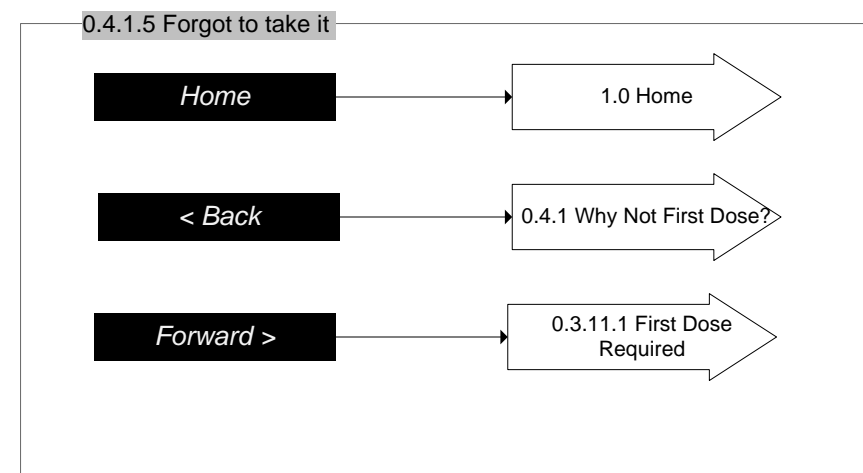 0.4.1.5 Forgot to take it
Home
1.0 Home
< Back
0.4.1 Why Not First Dose?
Forward >
0.3.11.1 First Dose
Required